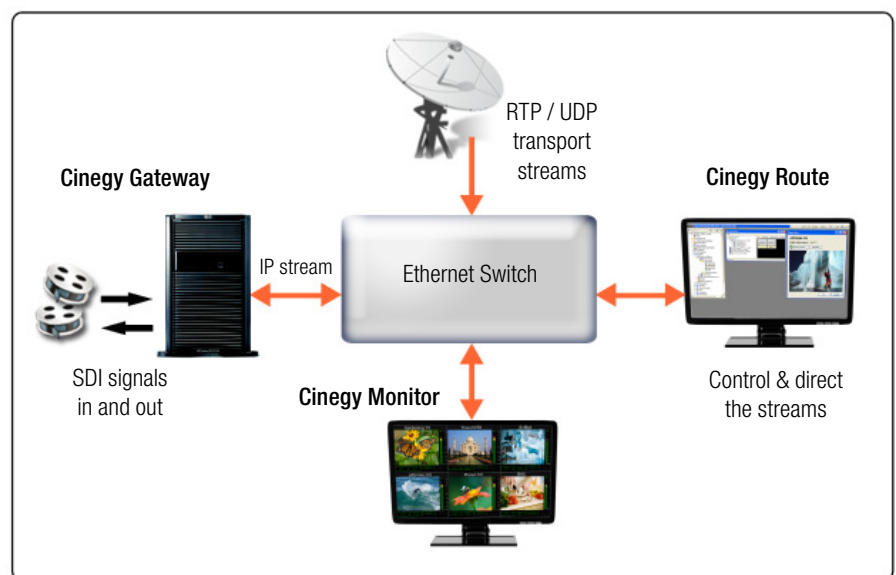 RTP / UDP
transport
streams
Cinegy Gateway
Cinegy Route
IP stream
Ethernet Switch
SDI signals
in and out
Cinegy Monitor
Control & direct
the streams